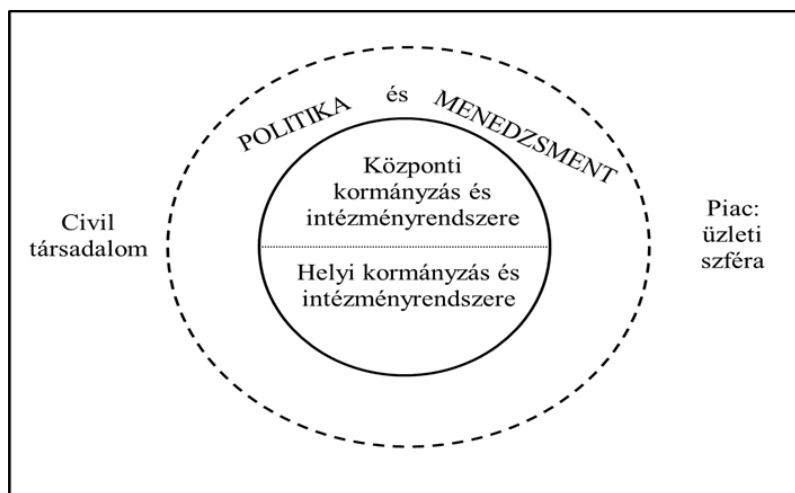 POLITIKA és MENEDZSMENT
Központi
kormányzás és
intézményrendszere
Helyi kormányzás és
intézményrendszere
Civil
társadalom
Piac:
üzleti
szféra